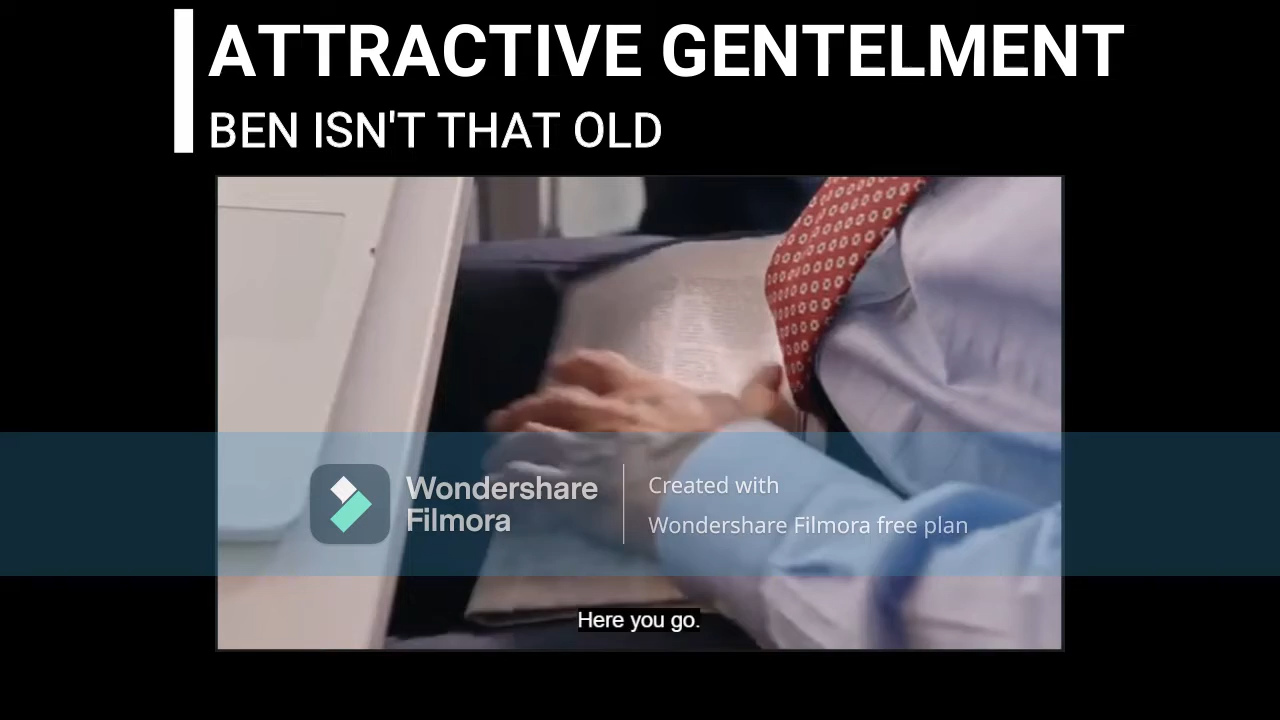 ATTRACTIVE GENTELMENT
BEN ISN'T THAT OLD
Wondershare
Filmora
Created with
Wondershare Filmora free plan
Here you go.